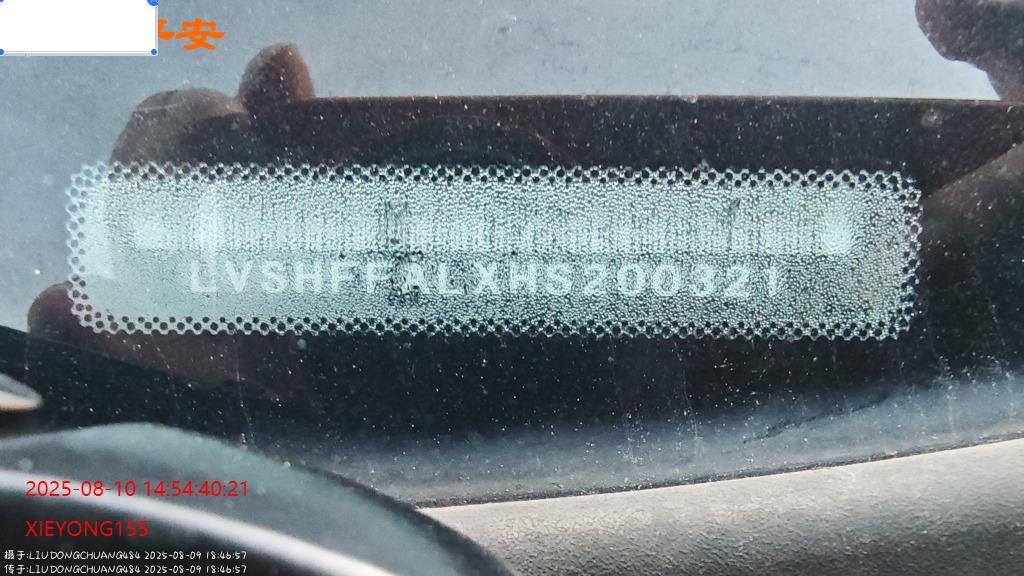 安
LVSHFFALXHS200321
2025-08-10 14:54:40:21
XIEYONG155
摄于:LIUDONGCHUANG484 2025-08-09 18:46:57
传于:LIUDONGCHUANG484 2025-08-09 18:46:57